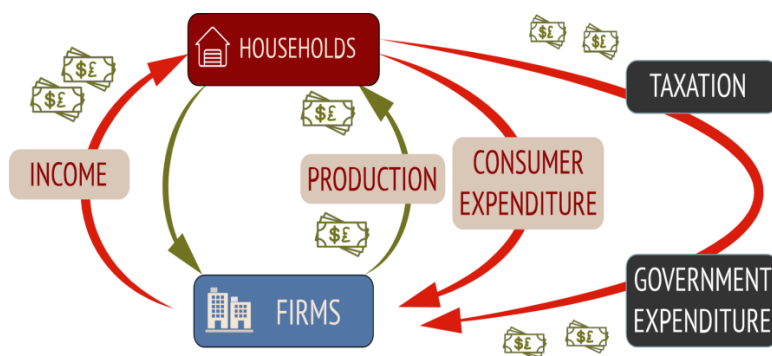 HOUSEHOLDS
$£
$£
$£
$£
$£
TAXATION
INCOME
PRODUCTION
CONSUMER
EXPENDITURE
$£
FIRMS
GOVERNMENT
EXPENDITURE
$£
$£